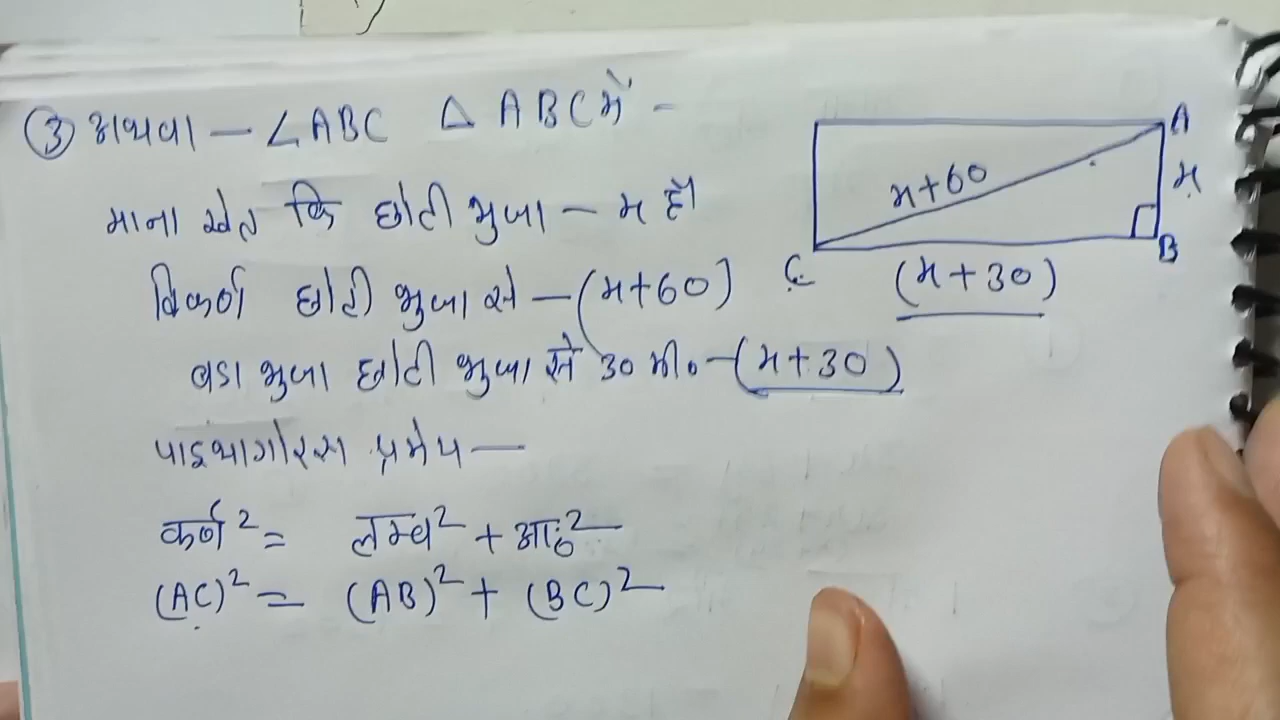 ③ अथवा — ∠ABC △ ABC में -
माना खेत कि छोटी भुजा — x है।
विकर्ण छोटी भुजा से — (x+60)
बडा भुजा छोटी भुजा से 30 मी० — (x+30)
पाइथागोरस प्रमेय —
कर्ण² = लम्ब² + आ०²
(AC)² = (AB)² + (BC)²
A
x+60
x
B
C
(x+30)